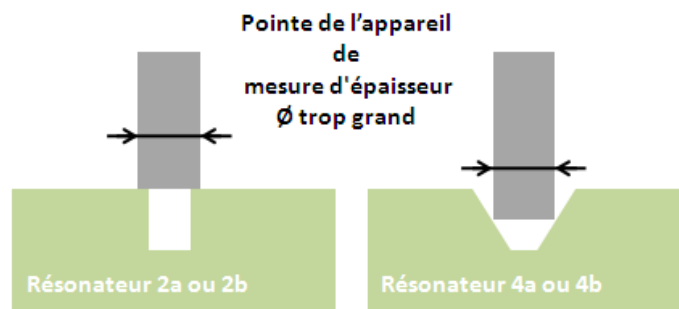 Pointe de l'appareil
de
mesure d'épaisseur
Ø trop grand
Résonateur 2a ou 2b
Résonateur 4a ou 4b